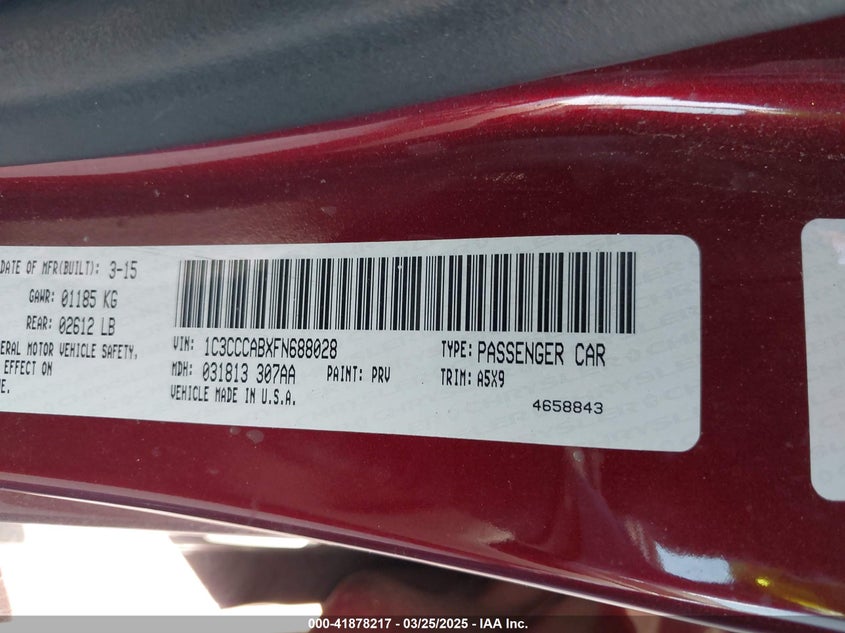 DATE OF MFR(BUILT): 3-15
GAWR: 01185 KG
REAR: 02612 LB
ERAL MOTOR VEHICLE SAFETY,
EFFECT ON
E.
VIN: 1C3CCCABXFN688028
TYPE: PASSENGER CAR
MDH: 031813 307AA PAINT: PRV
TRIM: A5X9
VEHICLE MADE IN U.S.A.
4658843
000-41878217 - 03/25/2025 - IAA Inc.